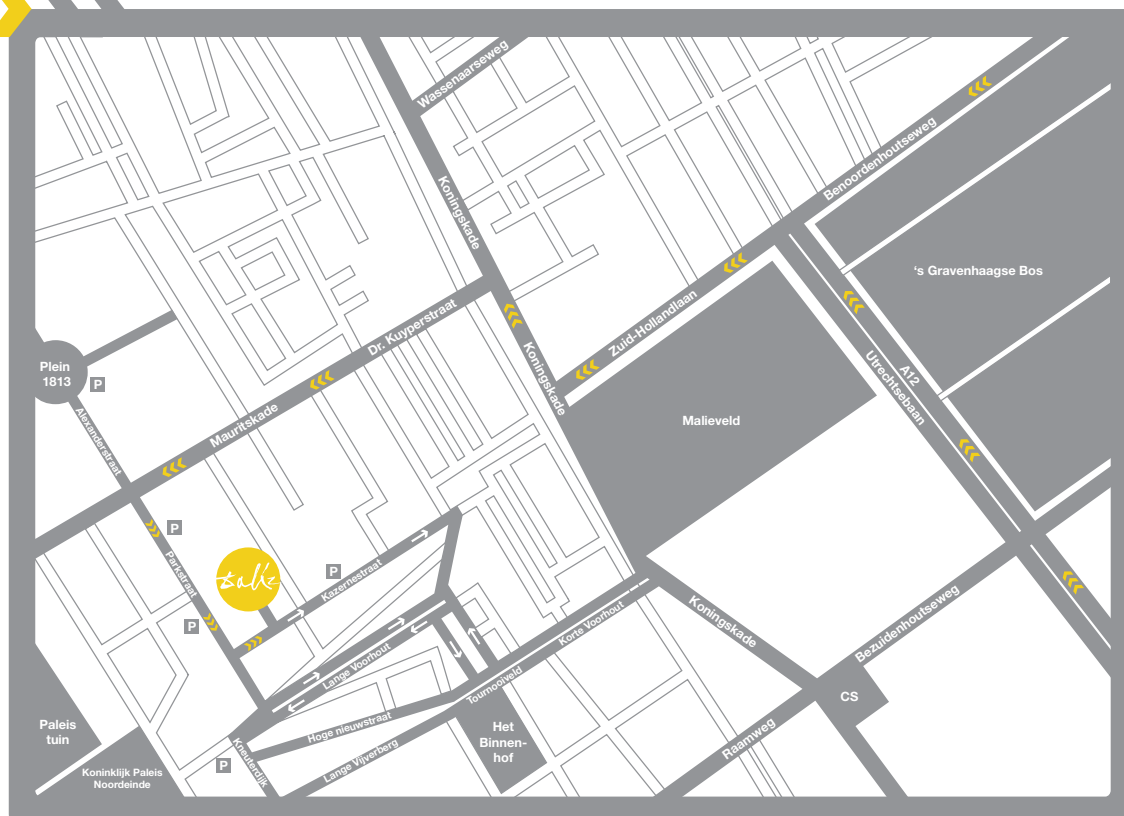 Wassenaarseweg
Benoordenhoutseweg
Koningskade
's Gravenhaagse Bos
Zuid-Hollandlaan
Dr. Kuyperstraat
Koningskade
A12
Utrechtsebaan
Plein
1813
P
Malieveld
Mauritskade
Alexanderstraat
P
Parkstraat
P
Kazernestraat
P
Korte Voorhout
Koningskade
Bezuidenhoutseweg
Lange Voorhout
Tournooiveld
CS
Hoge nieuwstraat
Het
Binnen-
hof
Raamweg
Paleis
tuin
Kneuterdijk
Lange Vijverberg
P
Koninklijk Paleis
Noordeinde